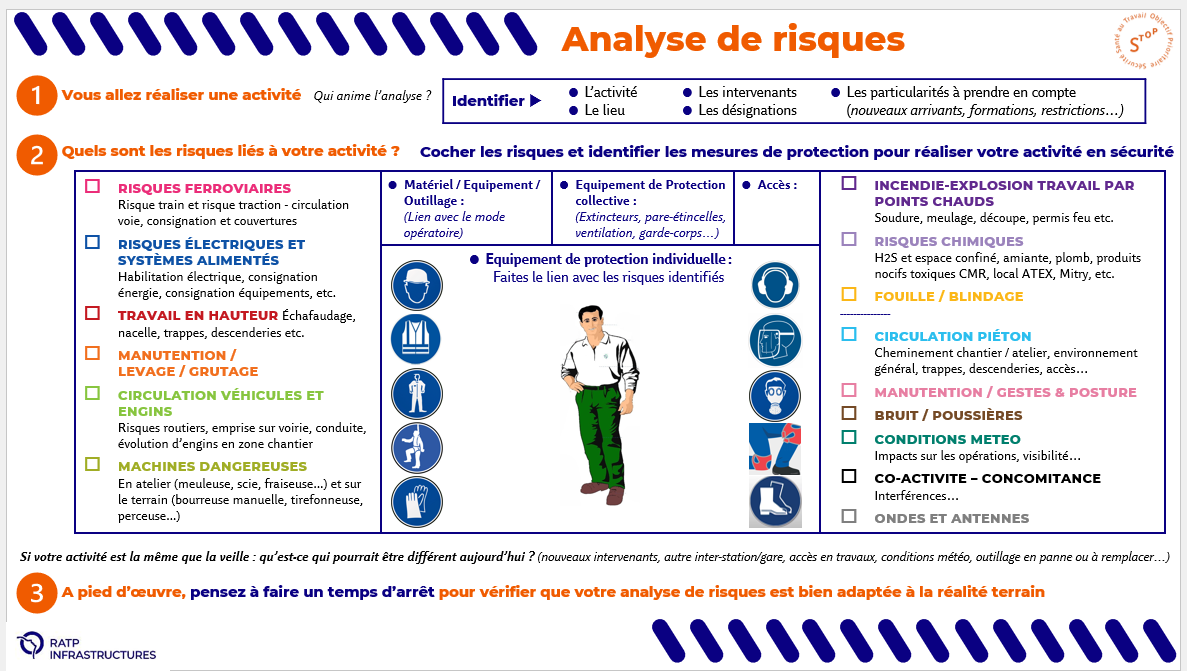 Analyse de risques
Sécurité Santé au Travail Objectif Prioritaire
STOP
1 Vous allez réaliser une activité Qui anime l’analyse ?
Identifier
● L’activité
● Le lieu
● Les intervenants
● Les désignations
● Les particularités à prendre en compte
(nouveaux arrivants, formations, restrictions…)
2 Quels sont les risques liés à votre activité ? Cocher les risques et identifier les mesures de protection pour réaliser votre activité en sécurité
RISQUES FERROVIAIRES
Risque train et risque traction - circulation
voie, consignation et couvertures
RISQUES ÉLECTRIQUES ET
SYSTÈMES ALIMENTÉS
Habilitation électrique, consignation
énergie, consignation équipements, etc.
TRAVAIL EN HAUTEUR Échafaudage,
nacelle, trappes, descenderies etc.
MANUTENTION /
LEVAGE / GRUTAGE
CIRCULATION VÉHICULES ET
ENGINS
Risques routiers, emprise sur voirie, conduite,
évolution d’engins en zone chantier
MACHINES DANGEREUSES
En atelier (meuleuse, scie, fraiseuse…) et sur
le terrain (bourreuse manuelle, tirefonneuse,
perceuse…)
● Matériel / Equipement /
Outillage :
(Lien avec le mode
opératoire)
● Equipement de Protection
collective :
(Extincteurs, pare-étincelles,
ventilation, garde-corps…)
● Accès :
● Equipement de protection individuelle :
Faites le lien avec les risques identifiés
INCENDIE-EXPLOSION TRAVAIL PAR
POINTS CHAUDS
Soudure, meulage, découpe, permis feu etc.
RISQUES CHIMIQUES
H2S et espace confiné, amiante, plomb, produits
nocifs toxiques CMR, local ATEX, Mitry, etc.
FOUILLE / BLINDAGE
---------------
CIRCULATION PIÉTON
Cheminement chantier / atelier, environnement
général, trappes, descenderies, accès…
MANUTENTION / GESTES & POSTURE
BRUIT / POUSSIÈRES
CONDITIONS METEO
Impacts sur les opérations, visibilité…
CO-ACTIVITE – CONCOMITANCE
Interférences…
ONDES ET ANTENNES
Si votre activité est la même que la veille : qu’est-ce qui pourrait être différent aujourd’hui ? (nouveaux intervenants, autre inter-station/gare, accès en travaux, conditions météo, outillage en panne ou à remplacer…)
3 A pied d’œuvre, pensez à faire un temps d’arrêt pour vérifier que votre analyse de risques est bien adaptée à la réalité terrain
RATP
INFRASTRUCTURES